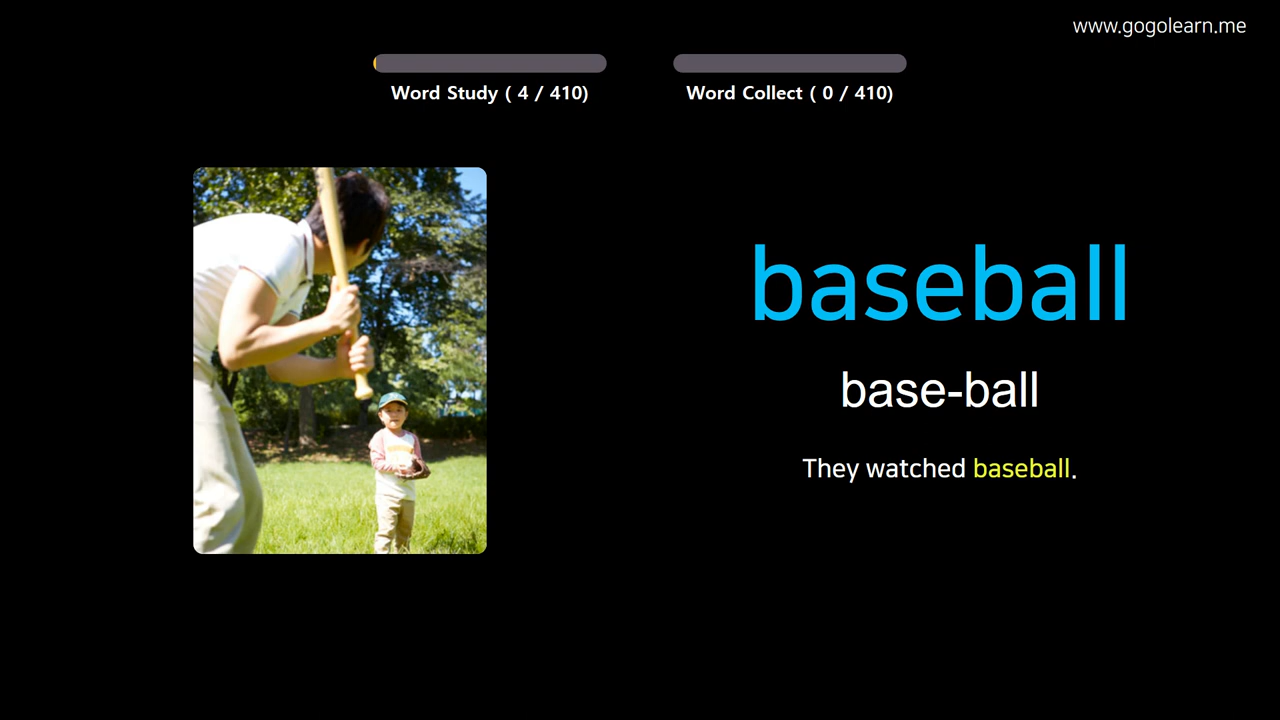 www.gogolearn.me
Word Study ( 4 / 410)
Word Collect ( 0 / 410)
baseball
base-ball
They watched baseball.